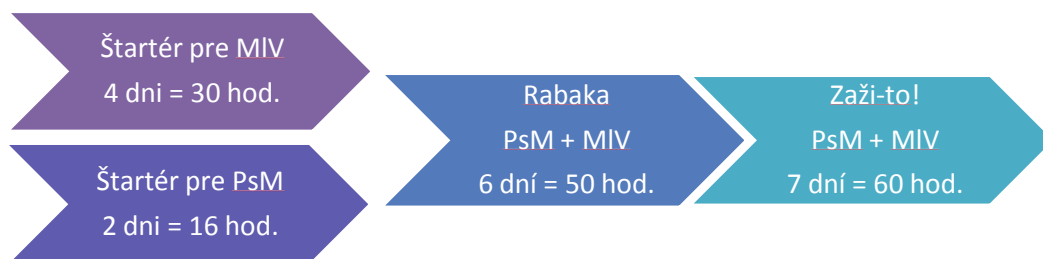 Štartér pre MlV
4 dni = 30 hod.
Štartér pre PsM
2 dni = 16 hod.
Rabaka
PsM + MlV
6 dní = 50 hod.
Zaži-to!
PsM + MlV
7 dní = 60 hod.